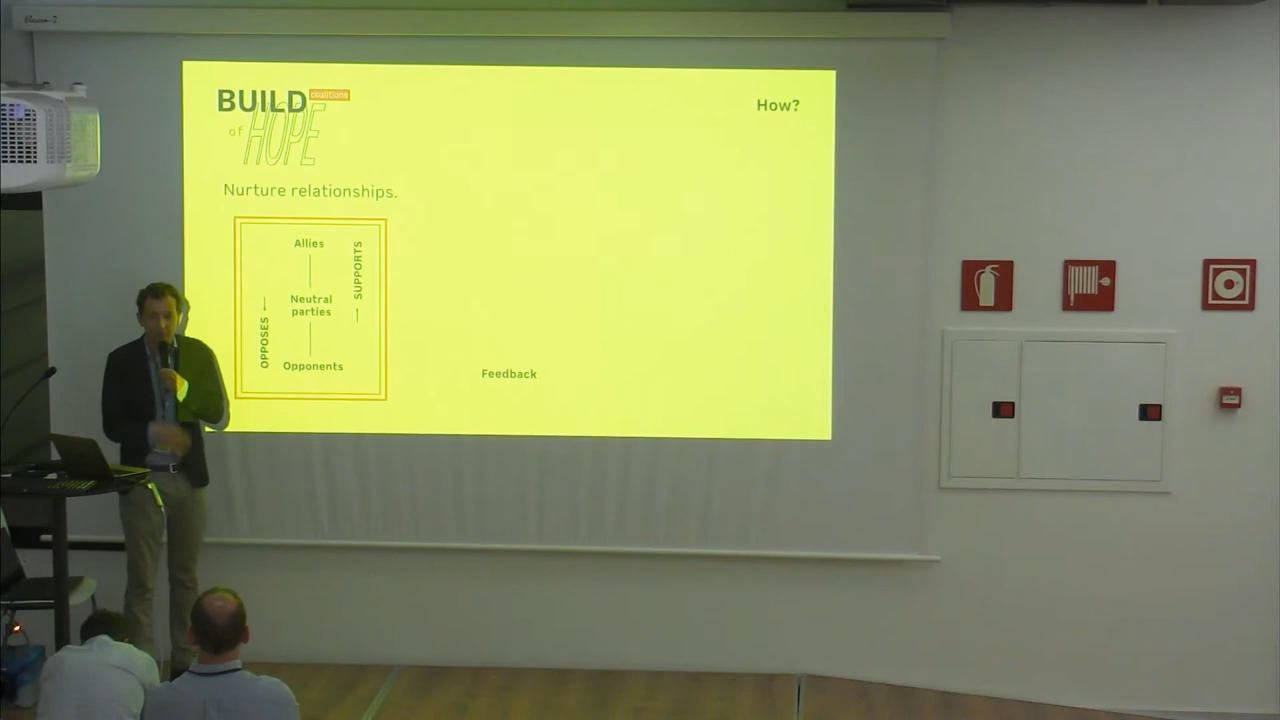 BUILD coalitions
of HOPE
How?
Nurture relationships.
Allies
SUPPORTS
Neutral
parties
OPPOSES
Opponents
Feedback